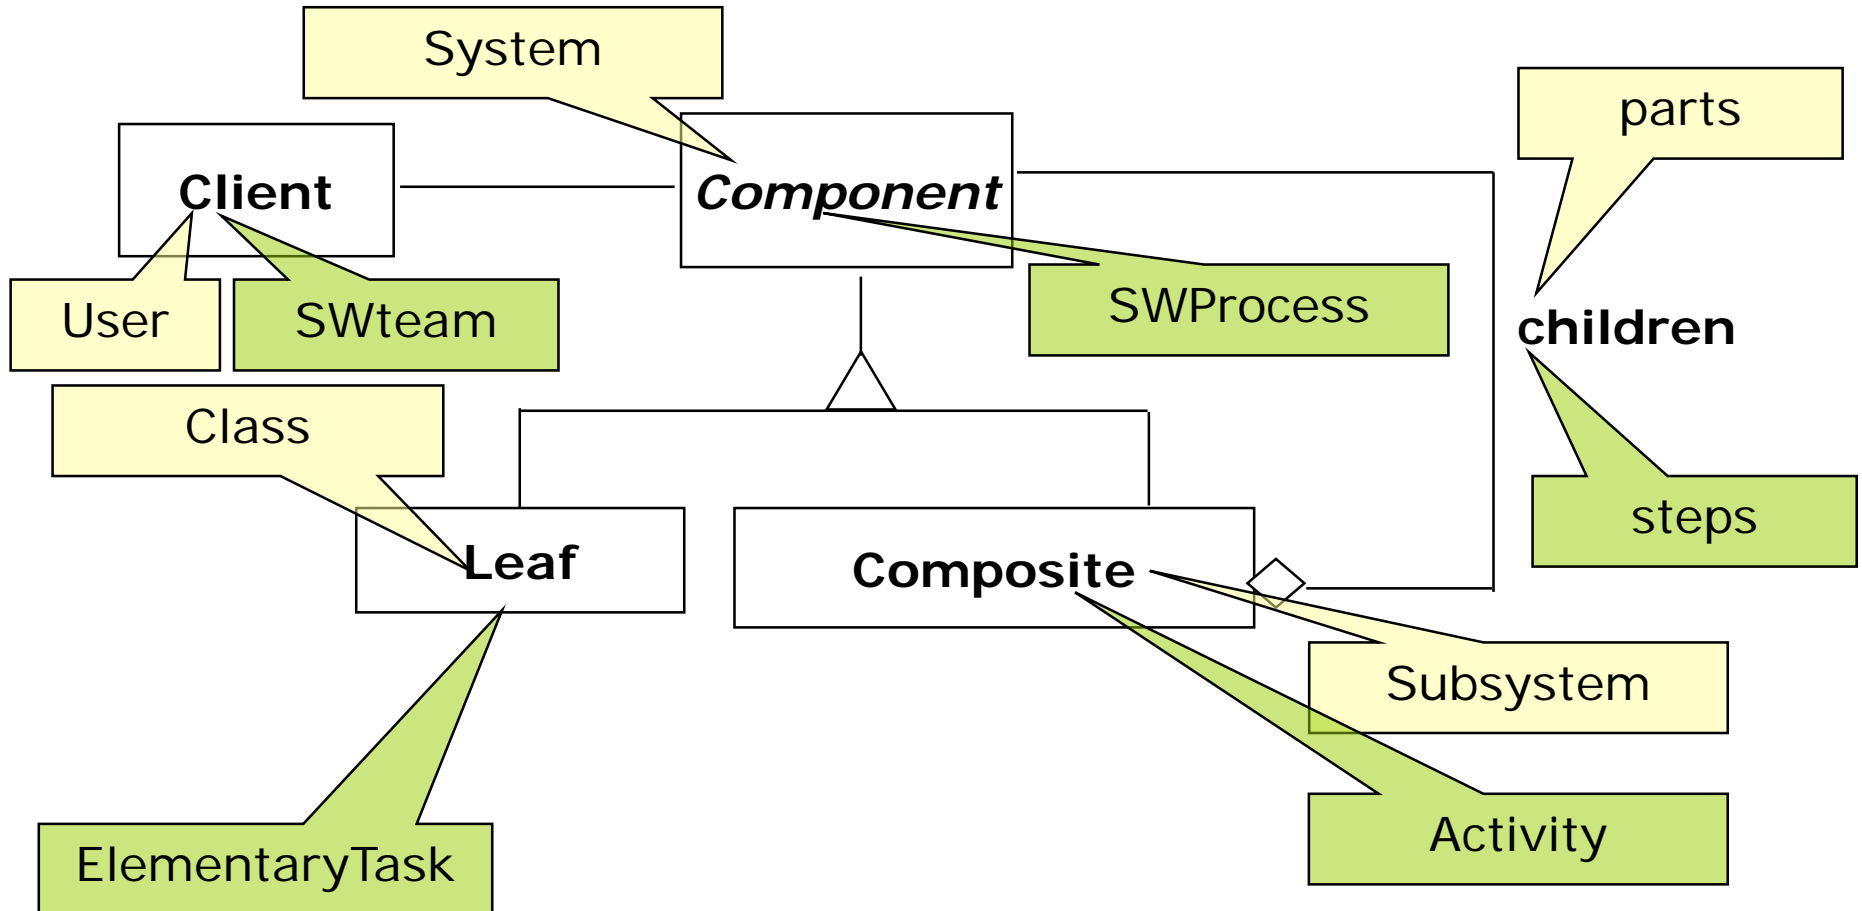 System
parts
Client
Component
User
SWteam
SWProcess
children
Class
steps
Leaf
Composite
Subsystem
Activity
ElementaryTask